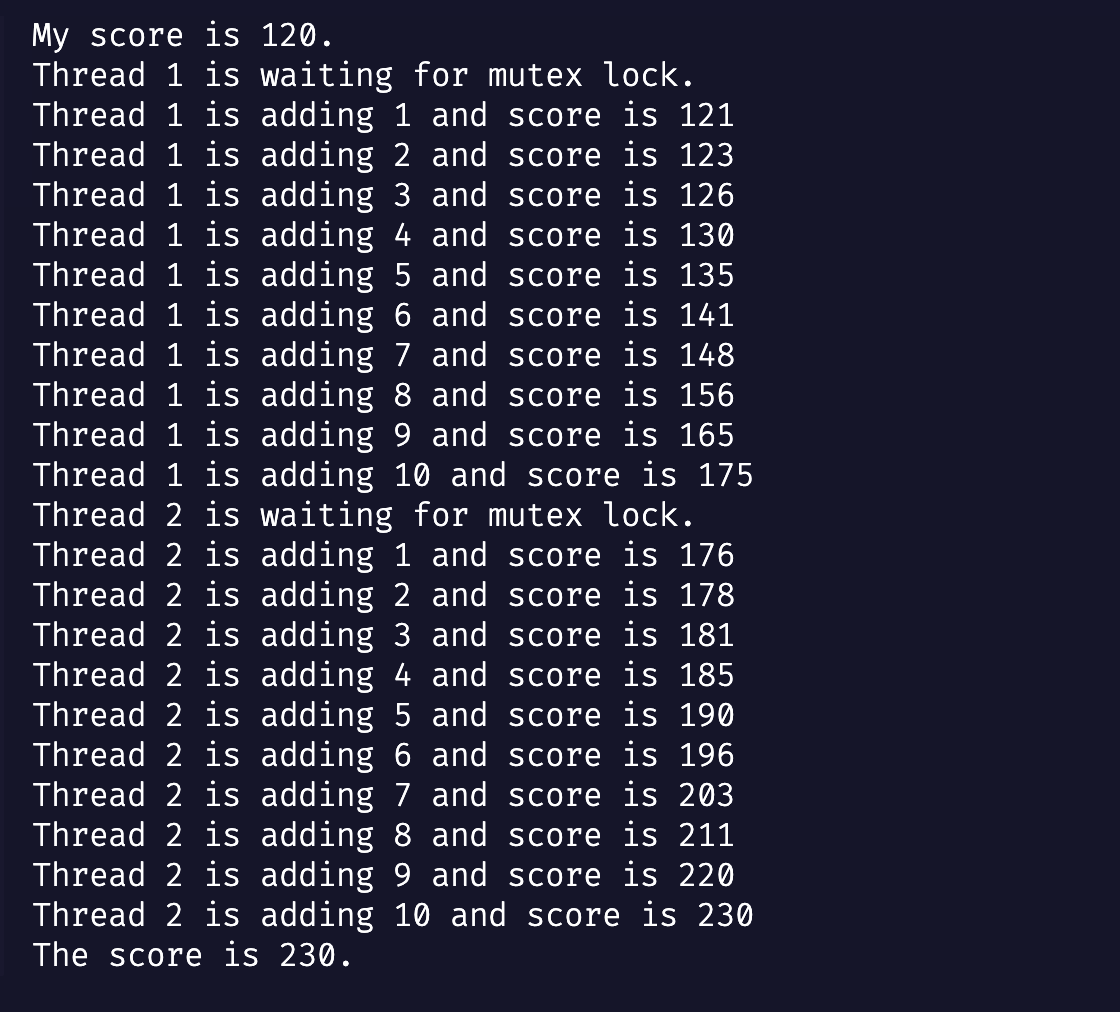 My score is 120.
Thread 1 is waiting for mutex lock.
Thread 1 is adding 1 and score is 121
Thread 1 is adding 2 and score is 123
Thread 1 is adding 3 and score is 126
Thread 1 is adding 4 and score is 130
Thread 1 is adding 5 and score is 135
Thread 1 is adding 6 and score is 141
Thread 1 is adding 7 and score is 148
Thread 1 is adding 8 and score is 156
Thread 1 is adding 9 and score is 165
Thread 1 is adding 10 and score is 175
Thread 2 is waiting for mutex lock.
Thread 2 is adding 1 and score is 176
Thread 2 is adding 2 and score is 178
Thread 2 is adding 3 and score is 181
Thread 2 is adding 4 and score is 185
Thread 2 is adding 5 and score is 190
Thread 2 is adding 6 and score is 196
Thread 2 is adding 7 and score is 203
Thread 2 is adding 8 and score is 211
Thread 2 is adding 9 and score is 220
Thread 2 is adding 10 and score is 230
The score is 230.